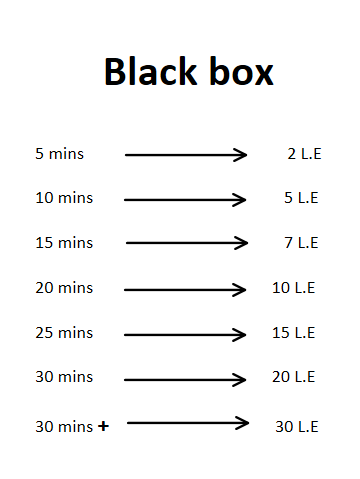 Black box
5 mins 2 L.E
10 mins 5 L.E
15 mins 7 L.E
20 mins 10 L.E
25 mins 15 L.E
30 mins 20 L.E
30 mins + 30 L.E